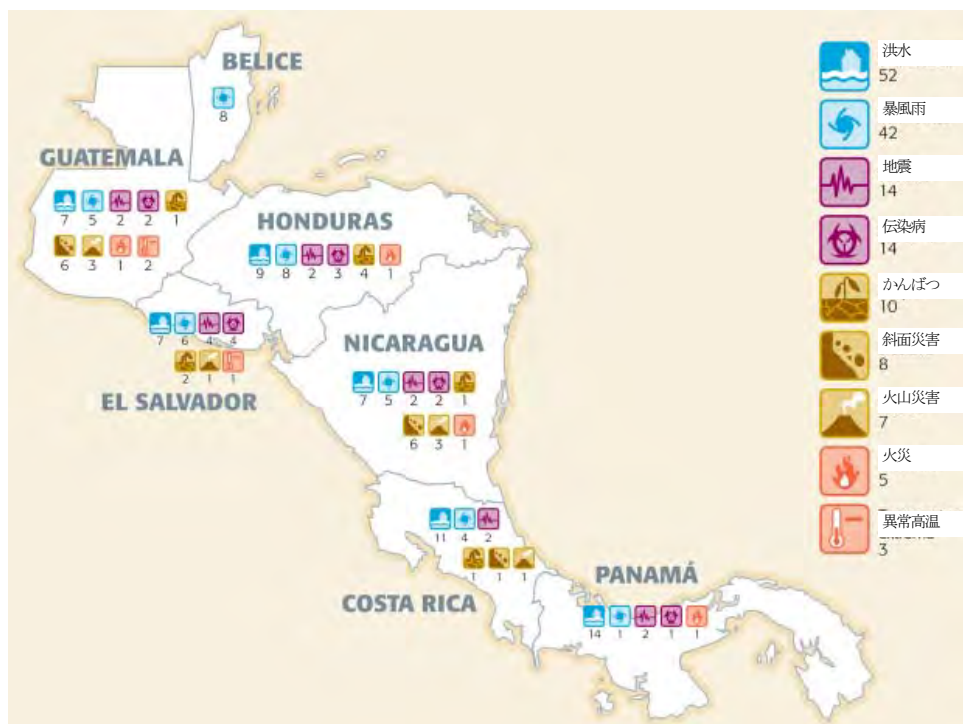 BELICE
8
GUATEMALA
7 5 2 2 1
6 3 1 2
HONDURAS
9 8 2 3 4 1
7 6 4 4
2 1 1
EL SALVADOR
NICARAGUA
7 5 2 2 1
6 3 1
11 4 2
1 1 1
COSTA RICA
PANAMÁ
14 1 2 1 1
洪水
52
暴風雨
42
地震
14
伝染病
14
かんばつ
10
斜面災害
8
火山災害
7
火災
5
異常高温
3